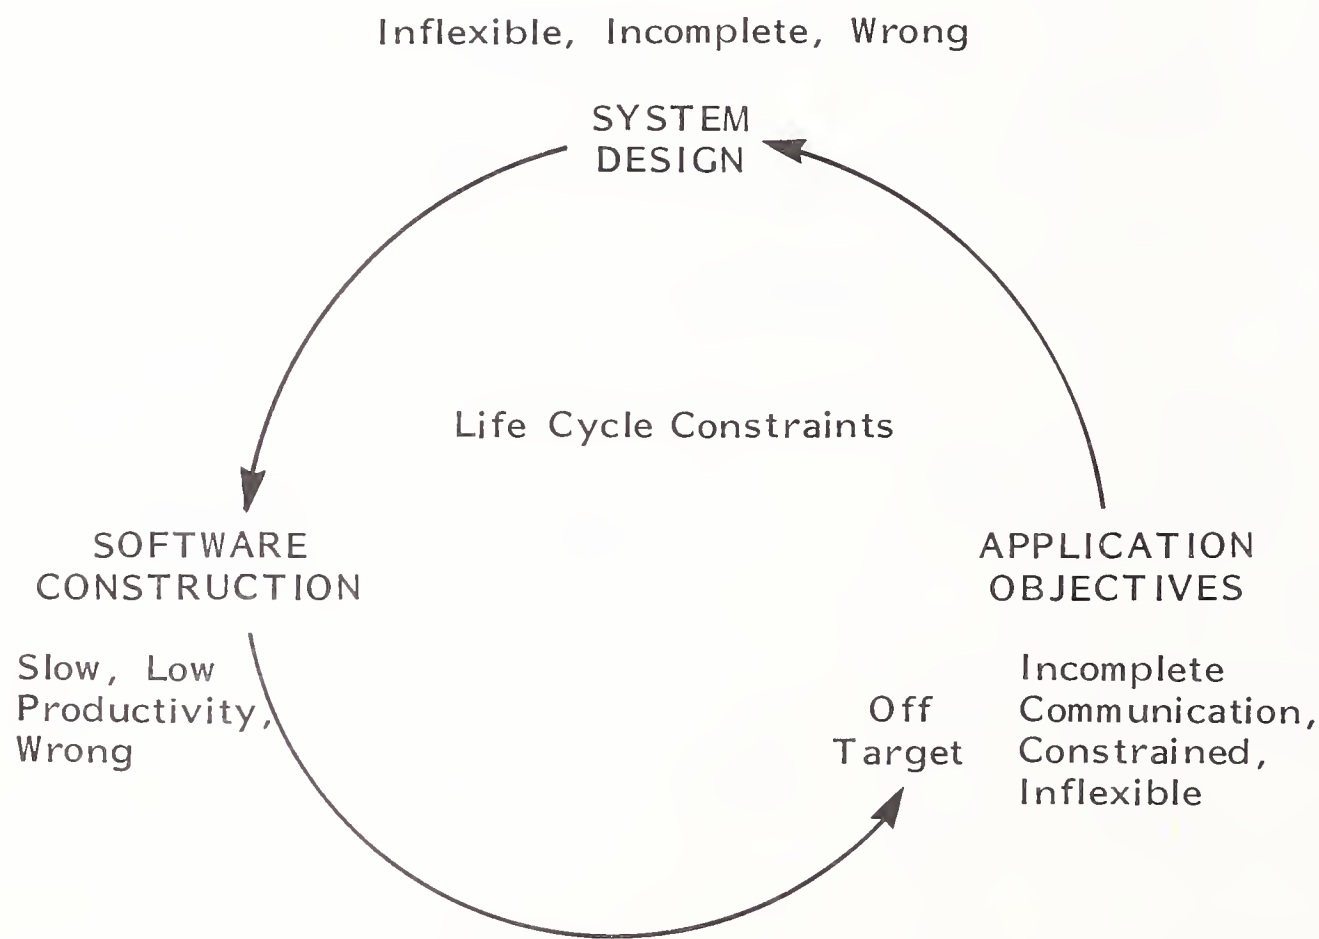 Inflexible, Incomplete, Wrong
SYSTEM
DESIGN
Life Cycle Constraints
SOFTWARE
CONSTRUCTION
Slow, Low
Productivity,
Wrong
Off
Target
APPLICATION
OBJECTIVES
Incomplete
Communication,
Constrained,
Inflexible